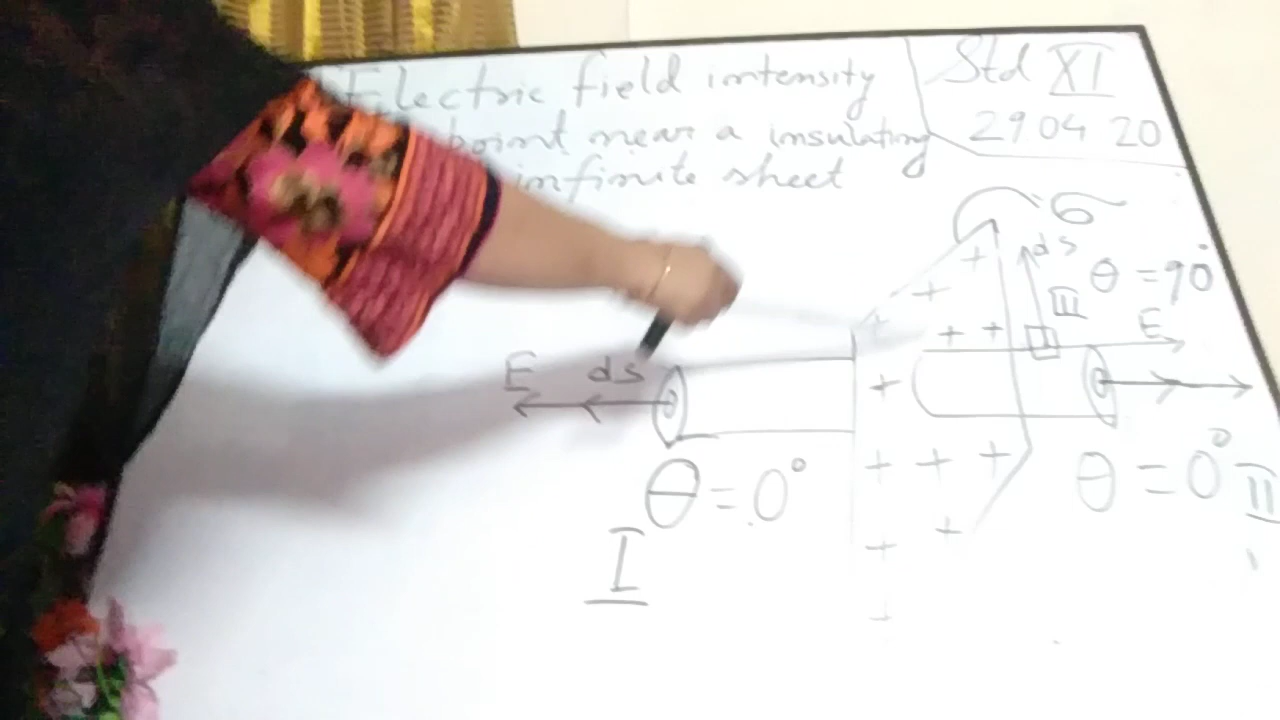 Electric field intensity
point near a insulating
infinite sheet
Std XI
29.04 20
σ
ds
θ = 90°
III
E
E
ds
θ = 0°
I
θ = 0°
II
+
+
+
+ +
+
+ + +
+
+
+